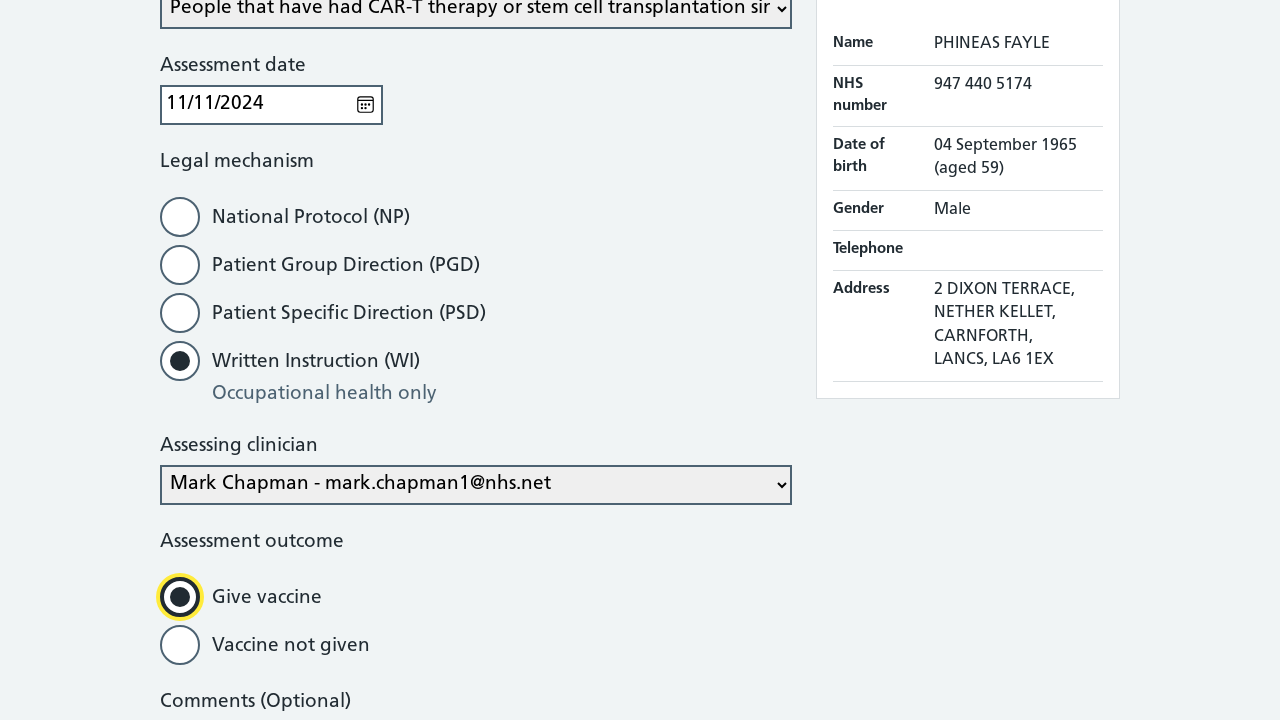 People that have had CAR-T therapy or stem cell transplantation sir
Assessment date
11/11/2024
Legal mechanism
National Protocol (NP)
Patient Group Direction (PGD)
Patient Specific Direction (PSD)
Written Instruction (WI)
Occupational health only
Assessing clinician
Mark Chapman - mark.chapman1@nhs.net
Assessment outcome
Give vaccine
Vaccine not given
Comments (Optional)
Name PHINEAS FAYLE
NHS number 947 440 5174
Date of birth 04 September 1965 (aged 59)
Gender Male
Telephone
Address 2 DIXON TERRACE,
NETHER KELLET,
CARNFORTH,
LANCS, LA6 1EX